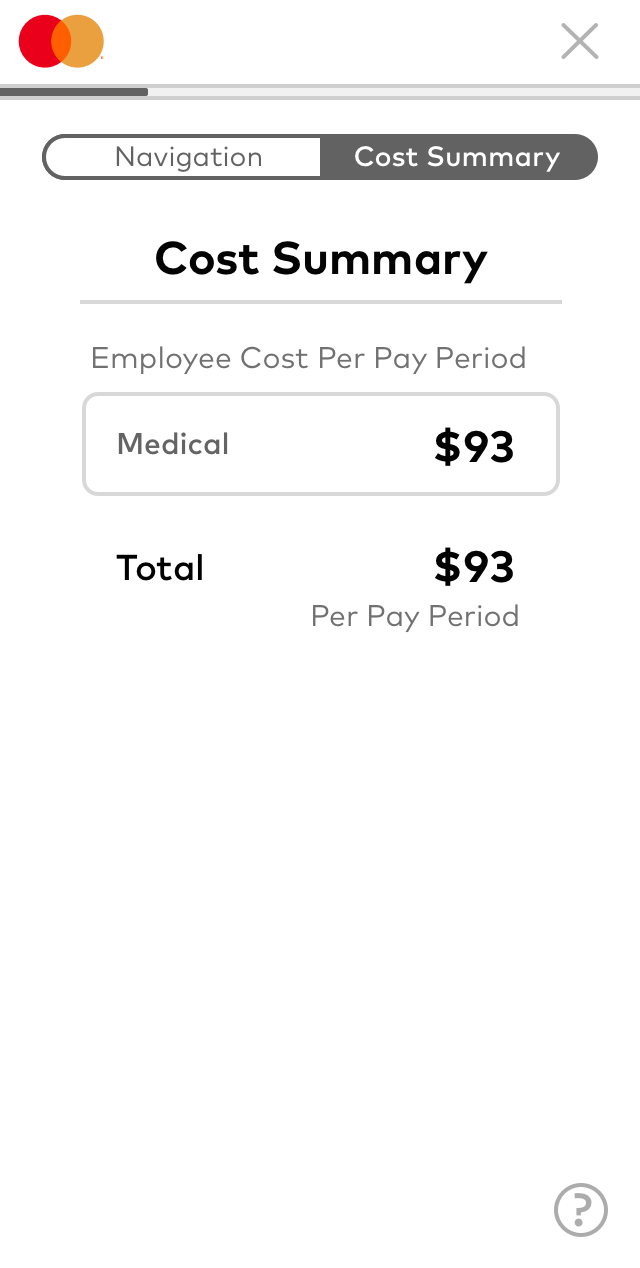 Navigation
Cost Summary
Cost Summary
Employee Cost Per Pay Period
Medical $93
Total $93
Per Pay Period
?